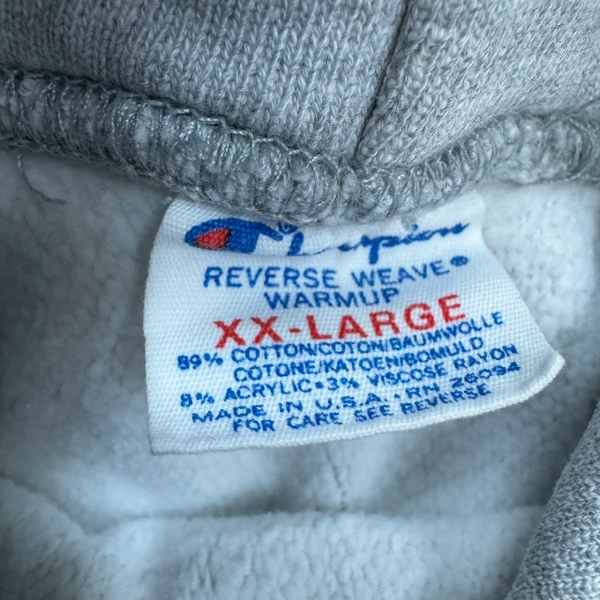 Champion
REVERSE WEAVE®
WARMUP
XX-LARGE
89% COTTON/COTON/BAUMWOLLE
COTONE/KATOEN/BOMULD
8% ACRYLIC•3% VISCOSE RAYON
MADE IN U.S.A.•RN 26094
FOR CARE SEE REVERSE